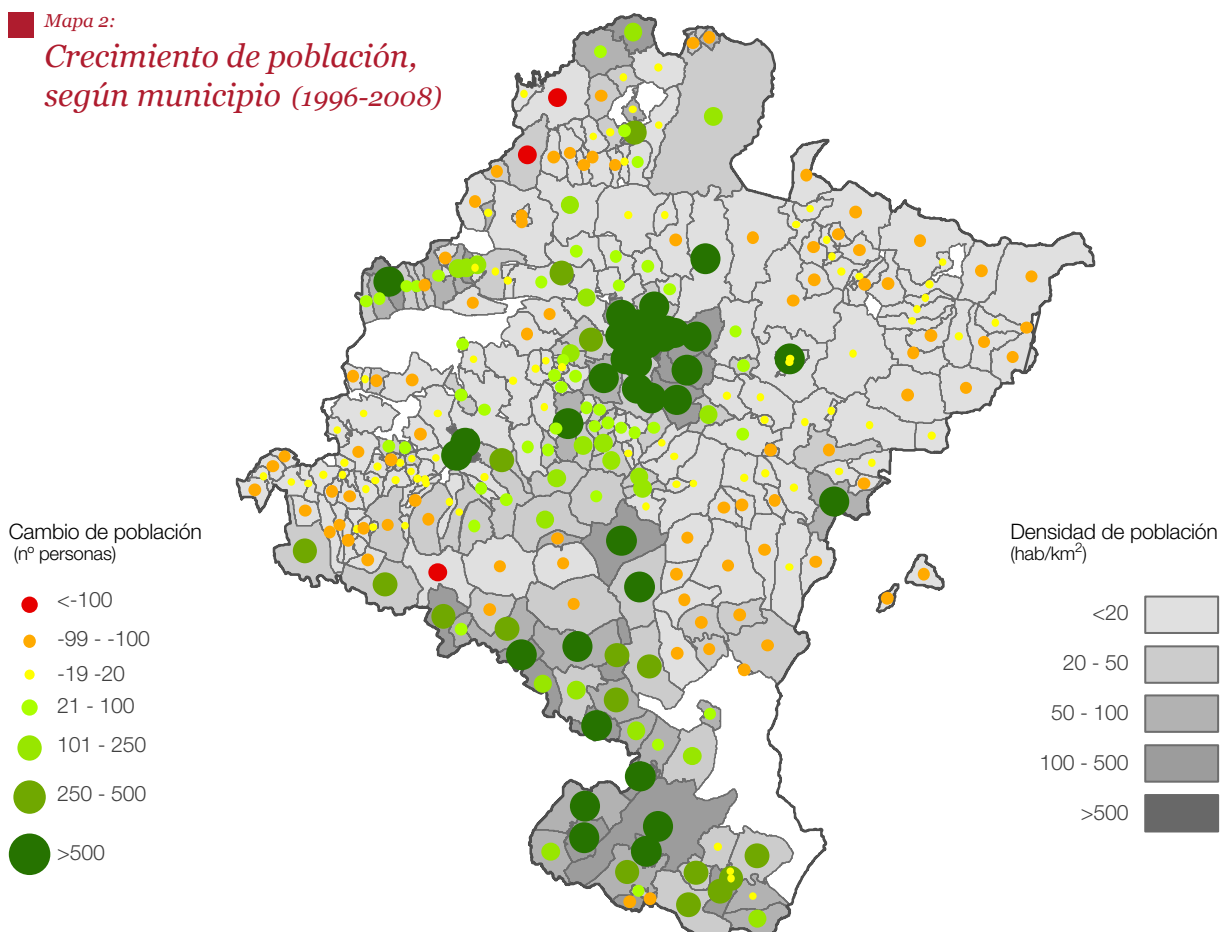 Mapa 2:
Crecimiento de población,
según municipio (1996-2008)
Cambio de población
(nº personas)
<-100
-99 - -100
-19 -20
21 - 100
101 - 250
250 - 500
>500
Densidad de población
(hab/km²)
<20
20 - 50
50 - 100
100 - 500
>500